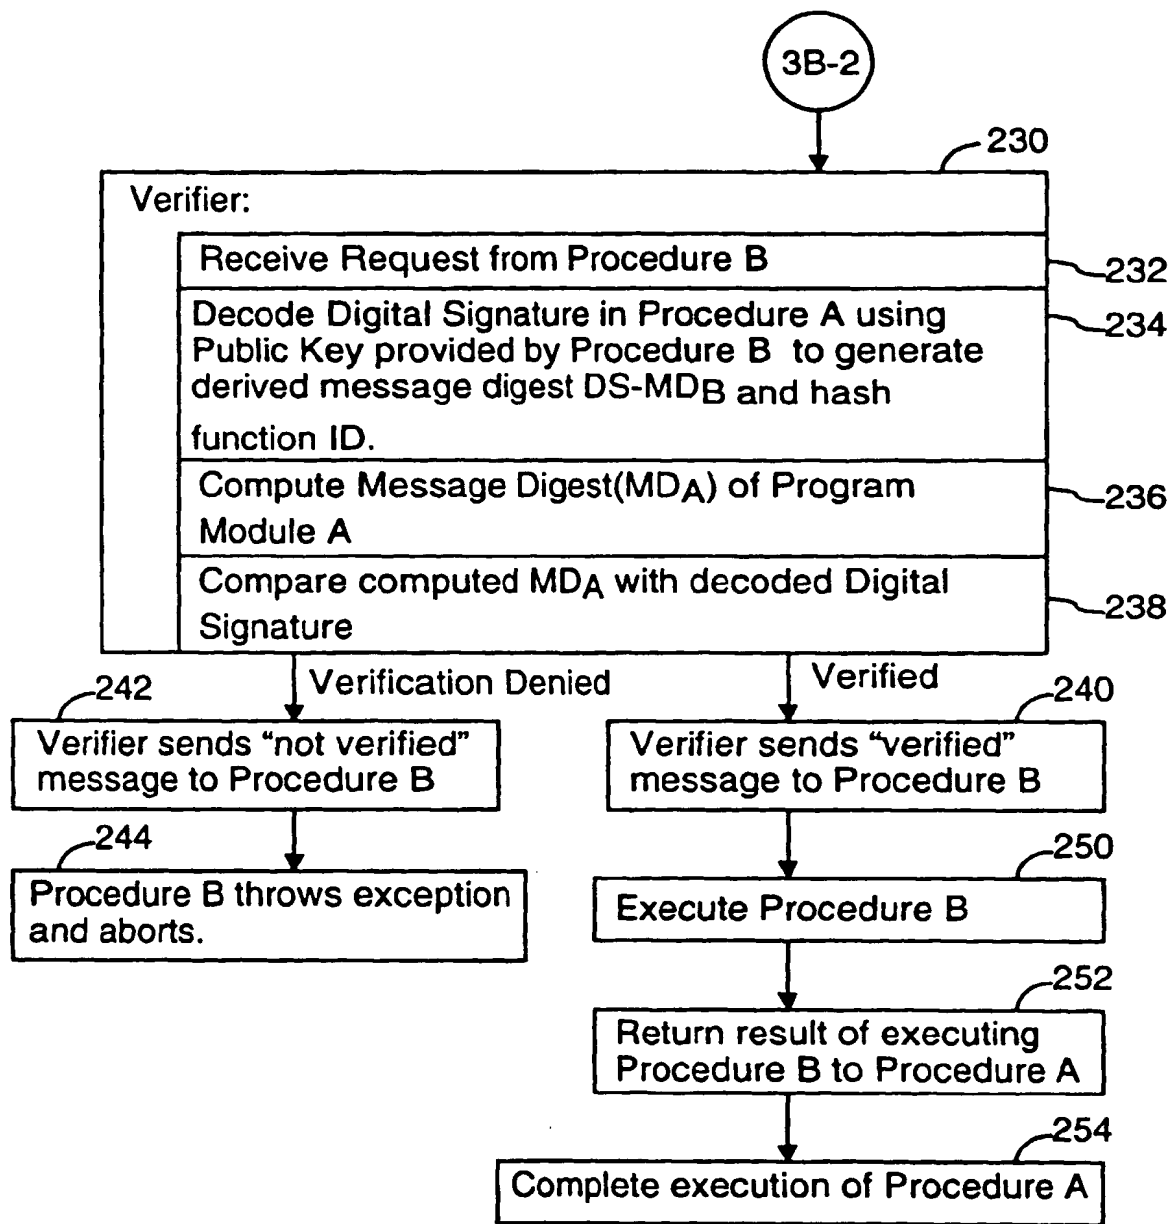 3B-2
230
Verifier:
Receive Request from Procedure B
232
Decode Digital Signature in Procedure A using
Public Key provided by Procedure B to generate
derived message digest DS-MDB and hash
function ID.
234
Compute Message Digest(MDA) of Program
Module A
236
Compare computed MDA with decoded Digital
Signature
238
Verification Denied
Verified
242
Verifier sends “not verified”
message to Procedure B
240
Verifier sends “verified”
message to Procedure B
244
Procedure B throws exception
and aborts.
250
Execute Procedure B
252
Return result of executing
Procedure B to Procedure A
254
Complete execution of Procedure A